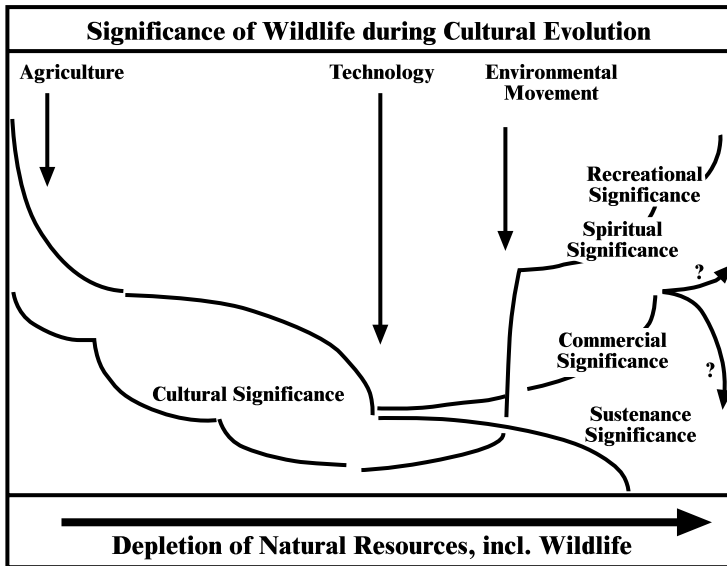 Significance of Wildlife during Cultural Evolution
Agriculture
Technology
Environmental
Movement
Recreational
Significance
Spiritual
Significance
?
Commercial
Significance
?
Cultural Significance
Sustenance
Significance
Depletion of Natural Resources, incl. Wildlife